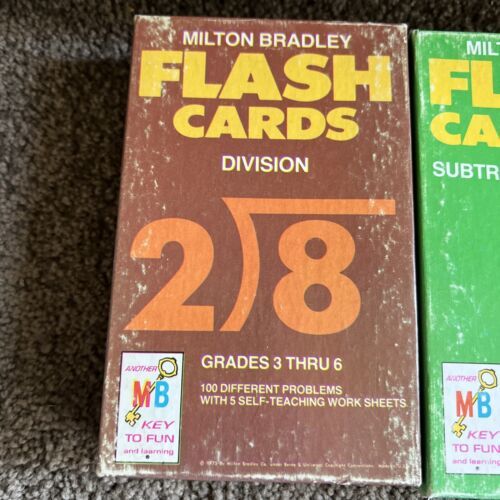 MILTON BRADLEY
FLASH
CARDS
DIVISION
2)8
GRADES 3 THRU 6
100 DIFFERENT PROBLEMS
WITH 5 SELF-TEACHING WORK SHEETS
ANOTHER
MB
KEY
TO FUN
and learning
MIL
FL
CA
SUBTR
ANOTHER
MB
KEY
TO FUN
and learning